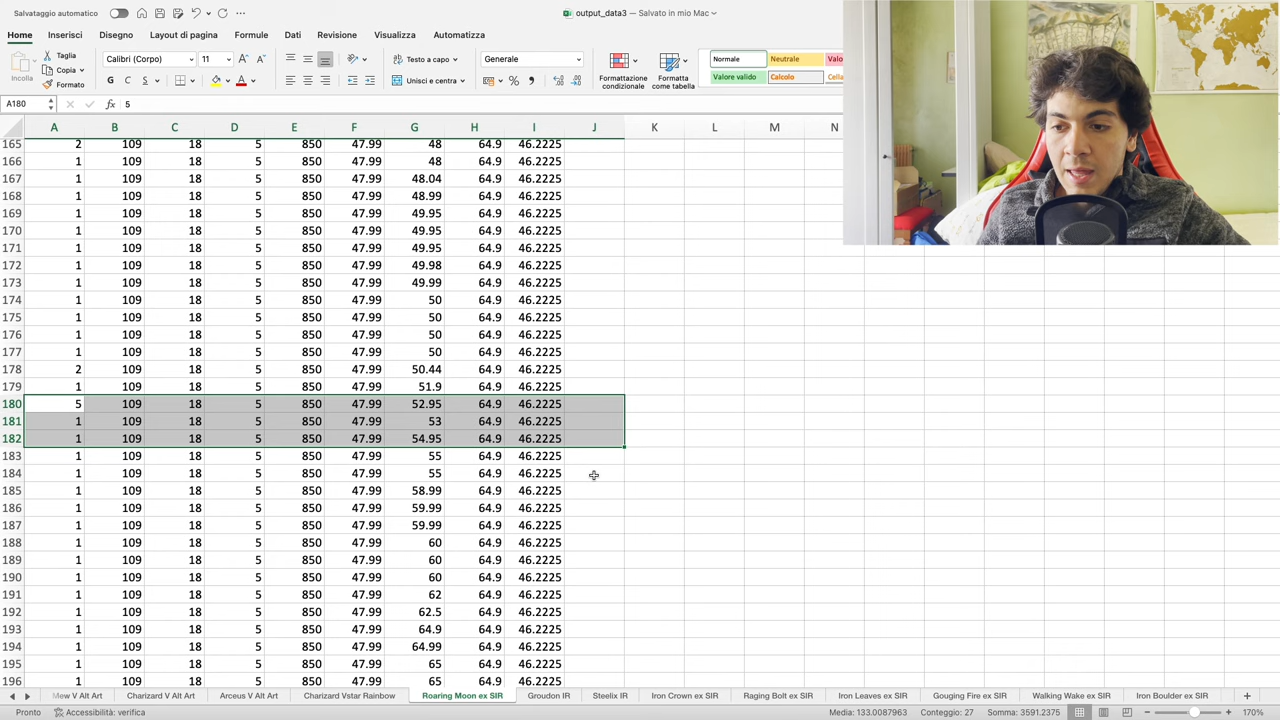 Salvataggio automatico output_data3 — Salvato in mio Mac
Home Inserisci Disegno Layout di pagina Formule Dati Revisione Visualizza Automatizza
Incolla Taglia Copia Formato Calibri (Corpo) 11 Testo a capo Generale Formattazione condizionale Formatta come tabella Normale Neutrale Valo
G C S A Unisci e centra % Valore valido Calcolo Cella
A180 fx 5
A B C D E F G H I J K L M N
165 2 109 18 5 850 47.99 48 64.9 46.2225
166 1 109 18 5 850 47.99 48 64.9 46.2225
167 1 109 18 5 850 47.99 48.04 64.9 46.2225
168 1 109 18 5 850 47.99 48.99 64.9 46.2225
169 1 109 18 5 850 47.99 49.95 64.9 46.2225
170 1 109 18 5 850 47.99 49.95 64.9 46.2225
171 1 109 18 5 850 47.99 49.95 64.9 46.2225
172 1 109 18 5 850 47.99 49.98 64.9 46.2225
173 1 109 18 5 850 47.99 49.99 64.9 46.2225
174 1 109 18 5 850 47.99 50 64.9 46.2225
175 1 109 18 5 850 47.99 50 64.9 46.2225
176 1 109 18 5 850 47.99 50 64.9 46.2225
177 1 109 18 5 850 47.99 50 64.9 46.2225
178 2 109 18 5 850 47.99 50.44 64.9 46.2225
179 1 109 18 5 850 47.99 51.9 64.9 46.2225
180 5 109 18 5 850 47.99 52.95 64.9 46.2225
181 1 109 18 5 850 47.99 53 64.9 46.2225
182 1 109 18 5 850 47.99 54.95 64.9 46.2225
183 1 109 18 5 850 47.99 55 64.9 46.2225
184 1 109 18 5 850 47.99 55 64.9 46.2225
185 1 109 18 5 850 47.99 58.99 64.9 46.2225
186 1 109 18 5 850 47.99 59.99 64.9 46.2225
187 1 109 18 5 850 47.99 59.99 64.9 46.2225
188 1 109 18 5 850 47.99 60 64.9 46.2225
189 1 109 18 5 850 47.99 60 64.9 46.2225
190 1 109 18 5 850 47.99 60 64.9 46.2225
191 1 109 18 5 850 47.99 62 64.9 46.2225
192 1 109 18 5 850 47.99 62.5 64.9 46.2225
193 1 109 18 5 850 47.99 64.9 64.9 46.2225
194 1 109 18 5 850 47.99 64.99 64.9 46.2225
195 1 109 18 5 850 47.99 65 64.9 46.2225
196 1 109 18 5 850 47.99 65 64.9 46.2225
Mew V Alt Art Charizard V Alt Art Arceus V Alt Art Charizard Vstar Rainbow Roaring Moon ex SIR Groudon IR Steelix IR Iron Crown ex SIR Raging Bolt ex SIR Iron Leaves ex SIR Gouging Fire ex SIR Walking Wake ex SIR Iron Boulder ex SIR
Pronto Accessibilità: verifica Media: 133.0087963 Conteggio: 27 Somma: 3591.2375 170%